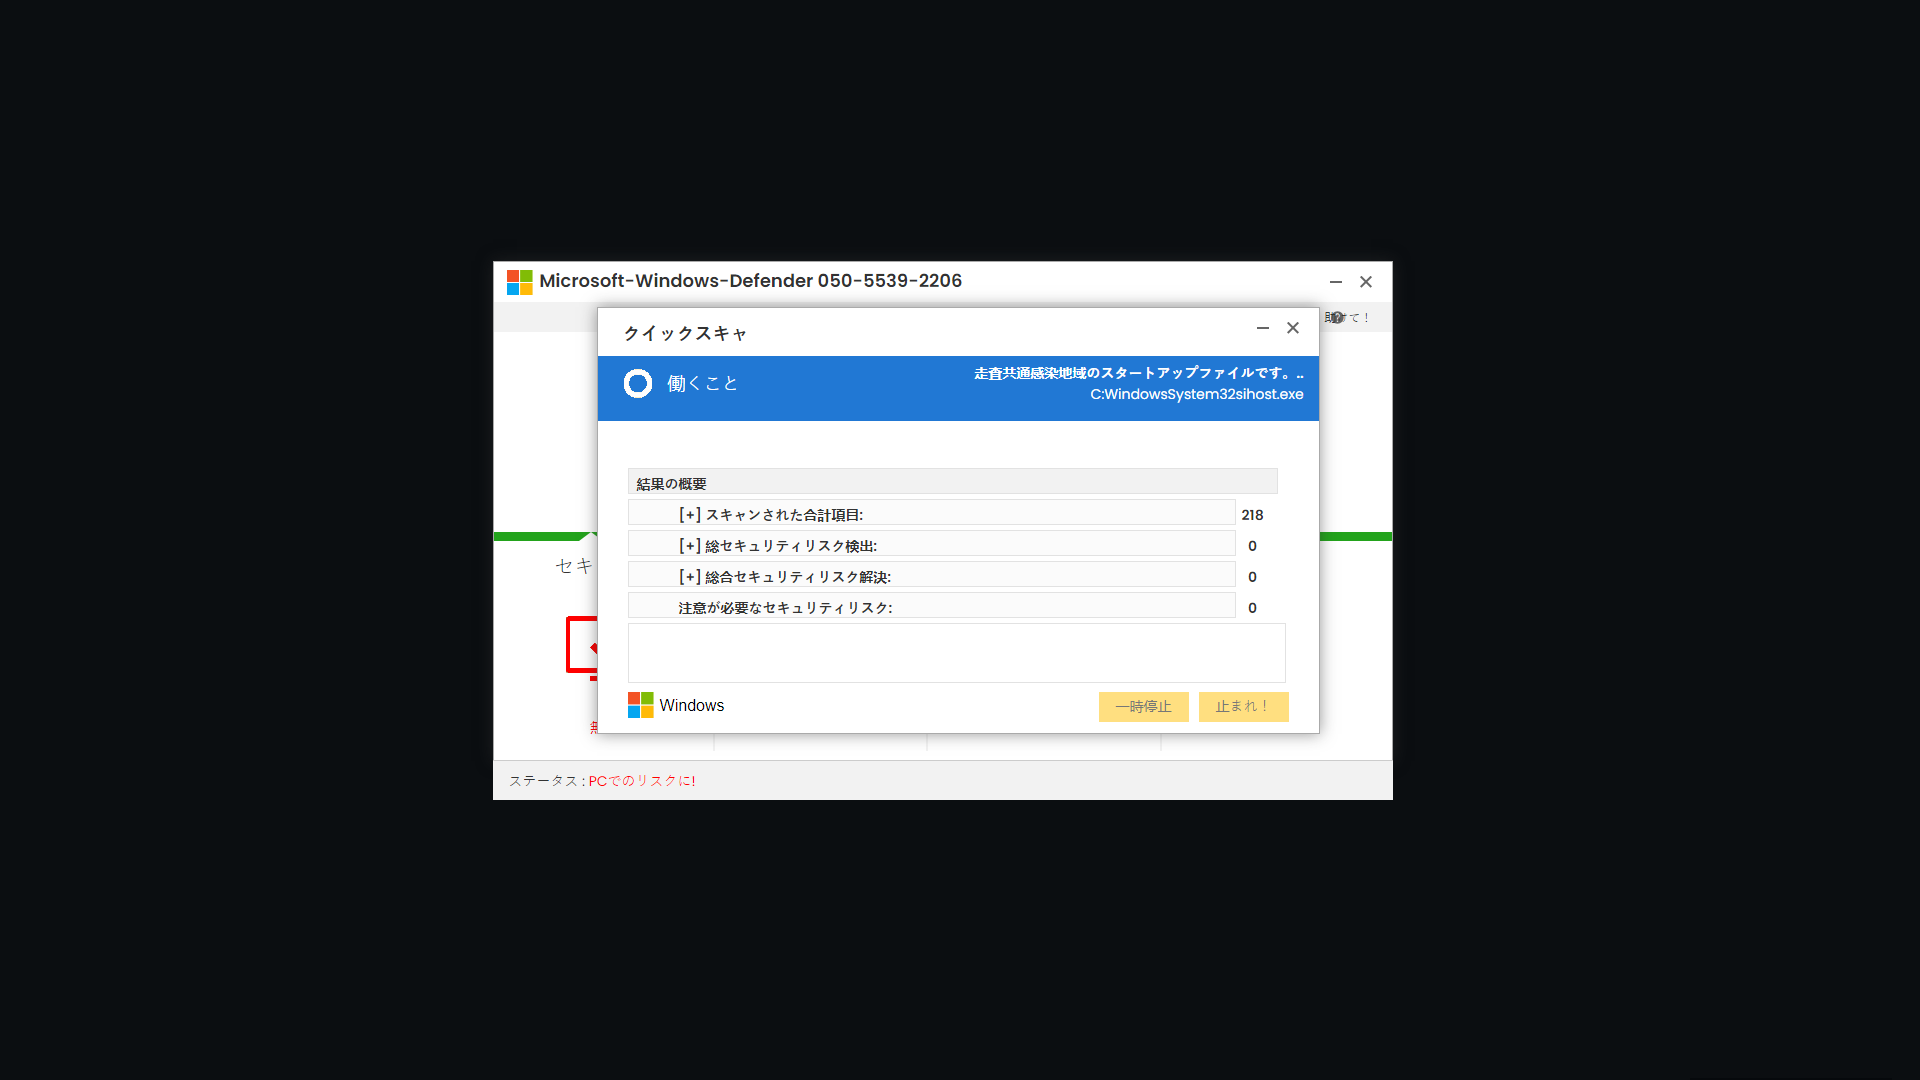 Microsoft-Windows-Defender 050-5539-2206
けて！
クイックスキャ
働くこと
走査共通感染地域のスタートアップファイルです。..
C:WindowsSystem32sihost.exe
結果の概要
[+] スキャンされた合計項目: 218
[+] 総セキュリティリスク検出: 0
セキ
[+] 総合セキュリティリスク解決: 0
注意が必要なセキュリティリスク: 0
Windows
一時停止
止まれ！
ステータス : PCでのリスクに!